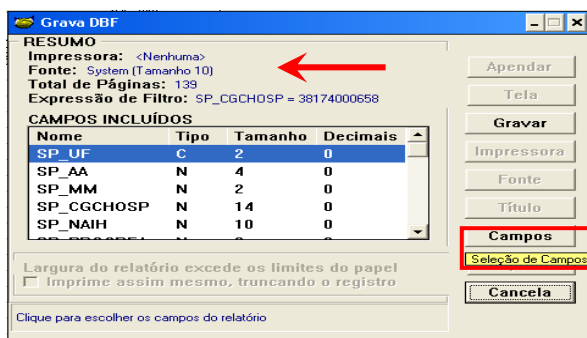 Grava DBF
RESUMO
Impressora: <Nenhuma>
Fonte: System (Tamanho 10)
Total de Páginas: 139
Expressão de Filtro: SP_CGCHOSP = 38174000658
CAMPOS INCLUÍDOS
Nome Tipo Tamanho Decimais
SP_UF C 2 0
SP_AA N 4 0
SP_MM N 2 0
SP_CGCHOSP N 14 0
SP_NAIH N 10 0
Largura do relatório excede os limites do papel
Imprime assim mesmo, truncando o registro
Clique para escolher os campos do relatório
Apendar
Tela
Gravar
Impressora
Fonte
Título
Campos
Seleção de Campos
Cancela